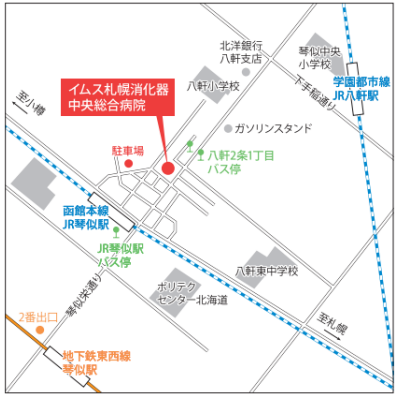 北洋銀行
八軒支店
琴似中央
小学校
学園都市線
JR八軒駅
下手稲通り
八軒小学校
イムス札幌消化器
中央総合病院
至小樽
ガソリンスタンド
駐車場
八軒2条1丁目
バス停
函館本線
JR琴似駅
JR琴似駅
バス停
八軒東中学校
ポリテク
センター北海道
琴似栄通り
至札幌
2番出口
地下鉄東西線
琴似駅